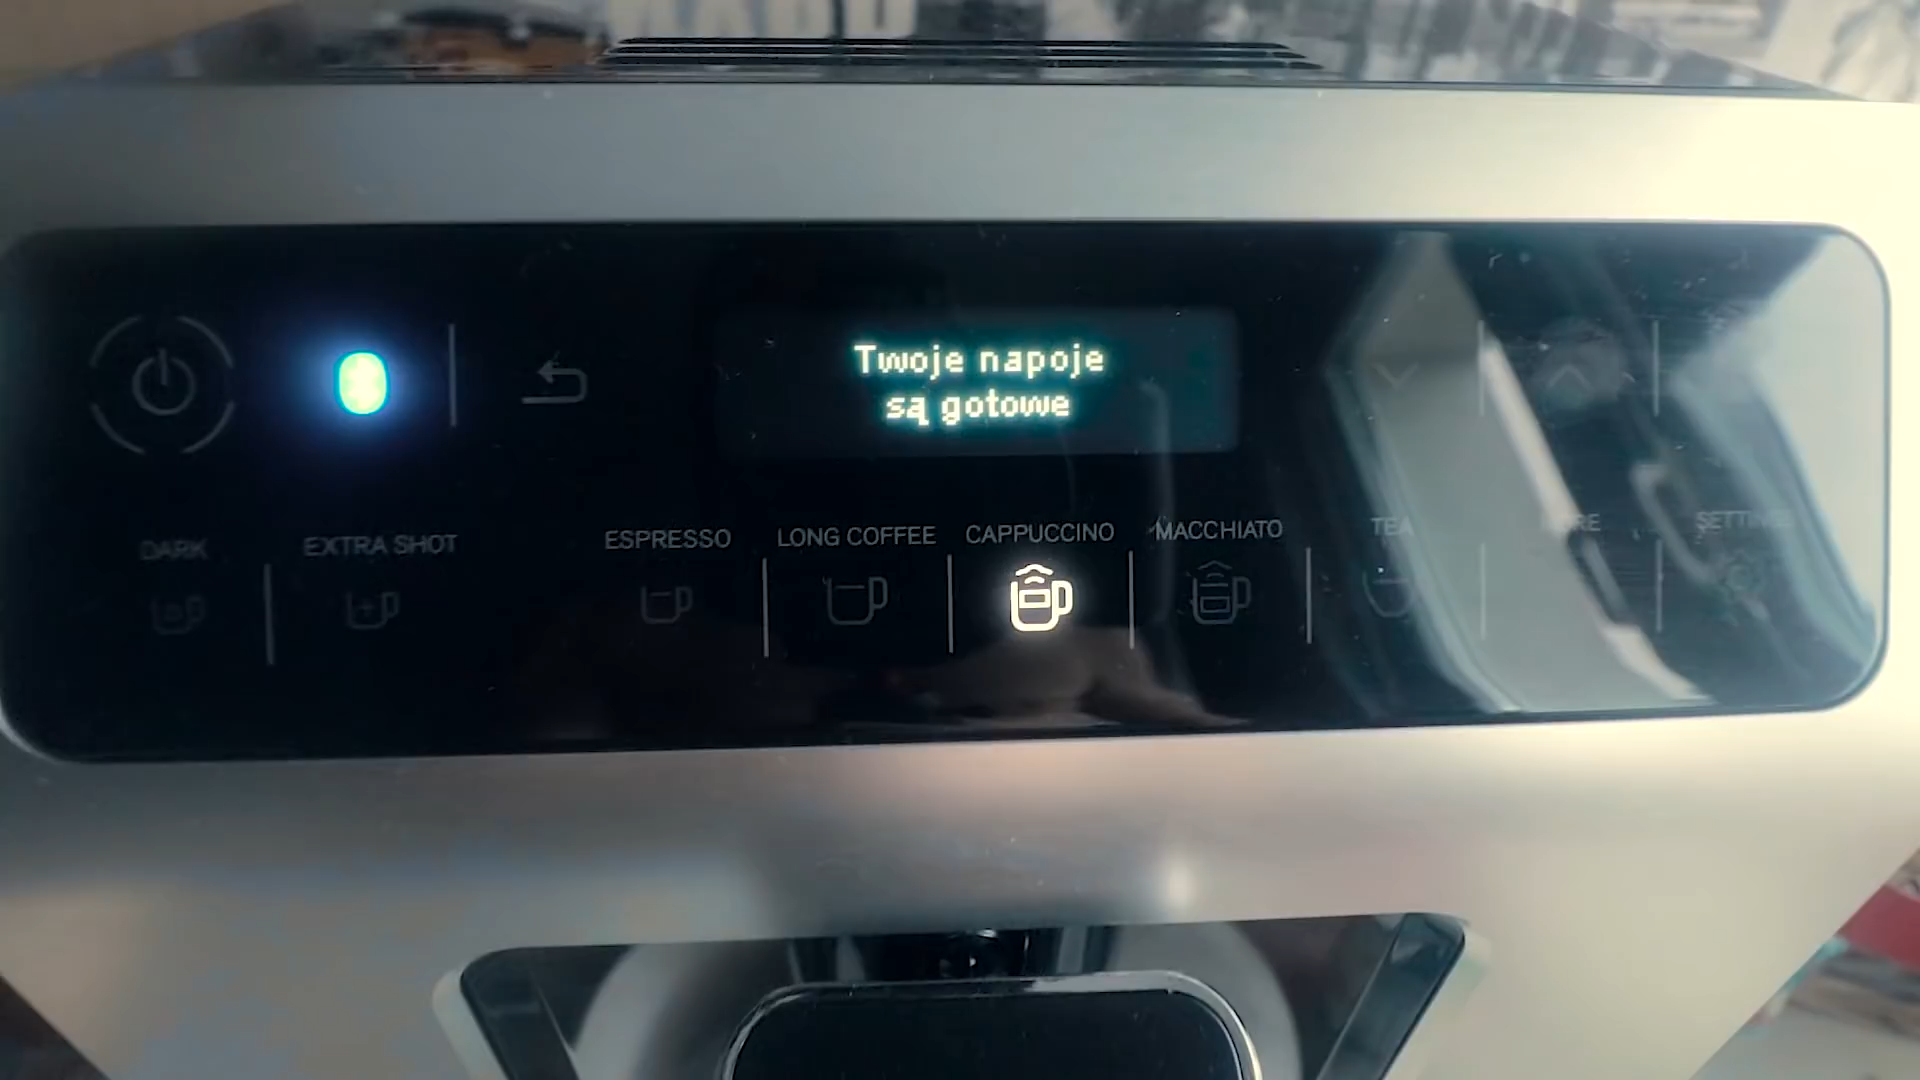 Twoje napoje
są gotowe
DARK
EXTRA SHOT
ESPRESSO
LONG COFFEE
CAPPUCCINO
MACCHIATO
TEA